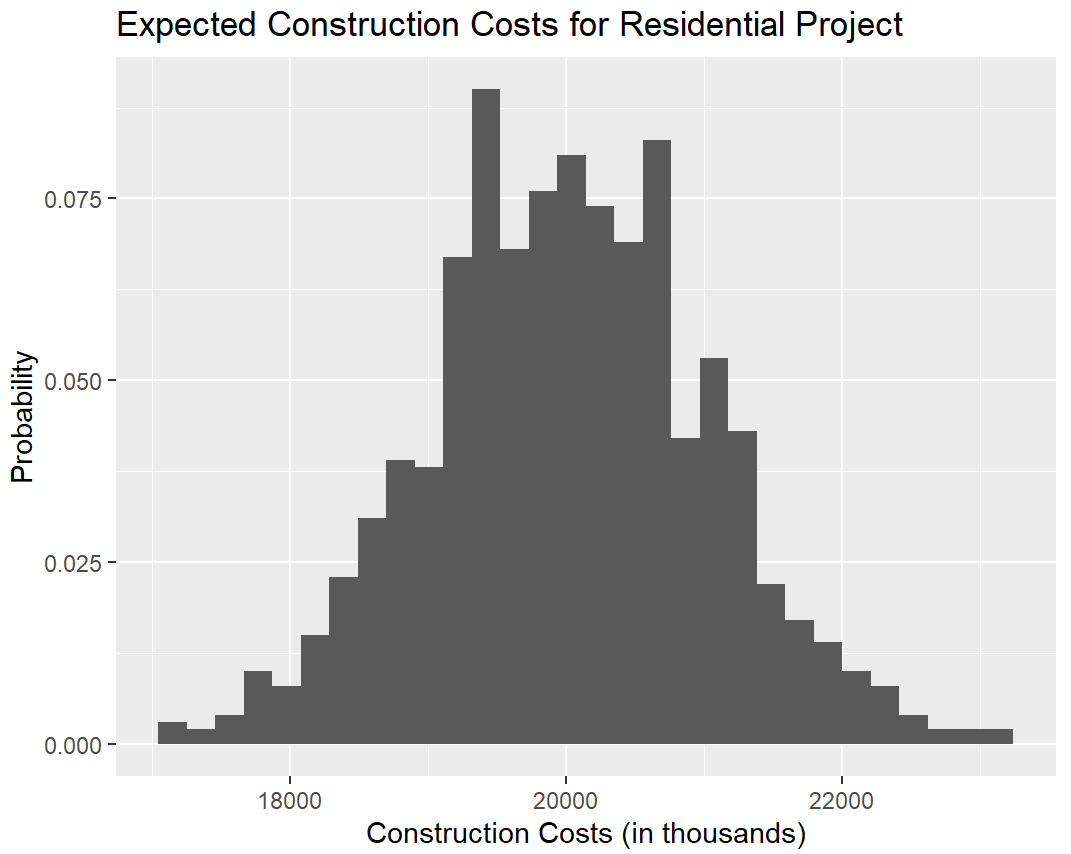 Expected Construction Costs for Residential Project
Probability
0.075
0.050
0.025
0.000
18000
20000
22000
Construction Costs (in thousands)